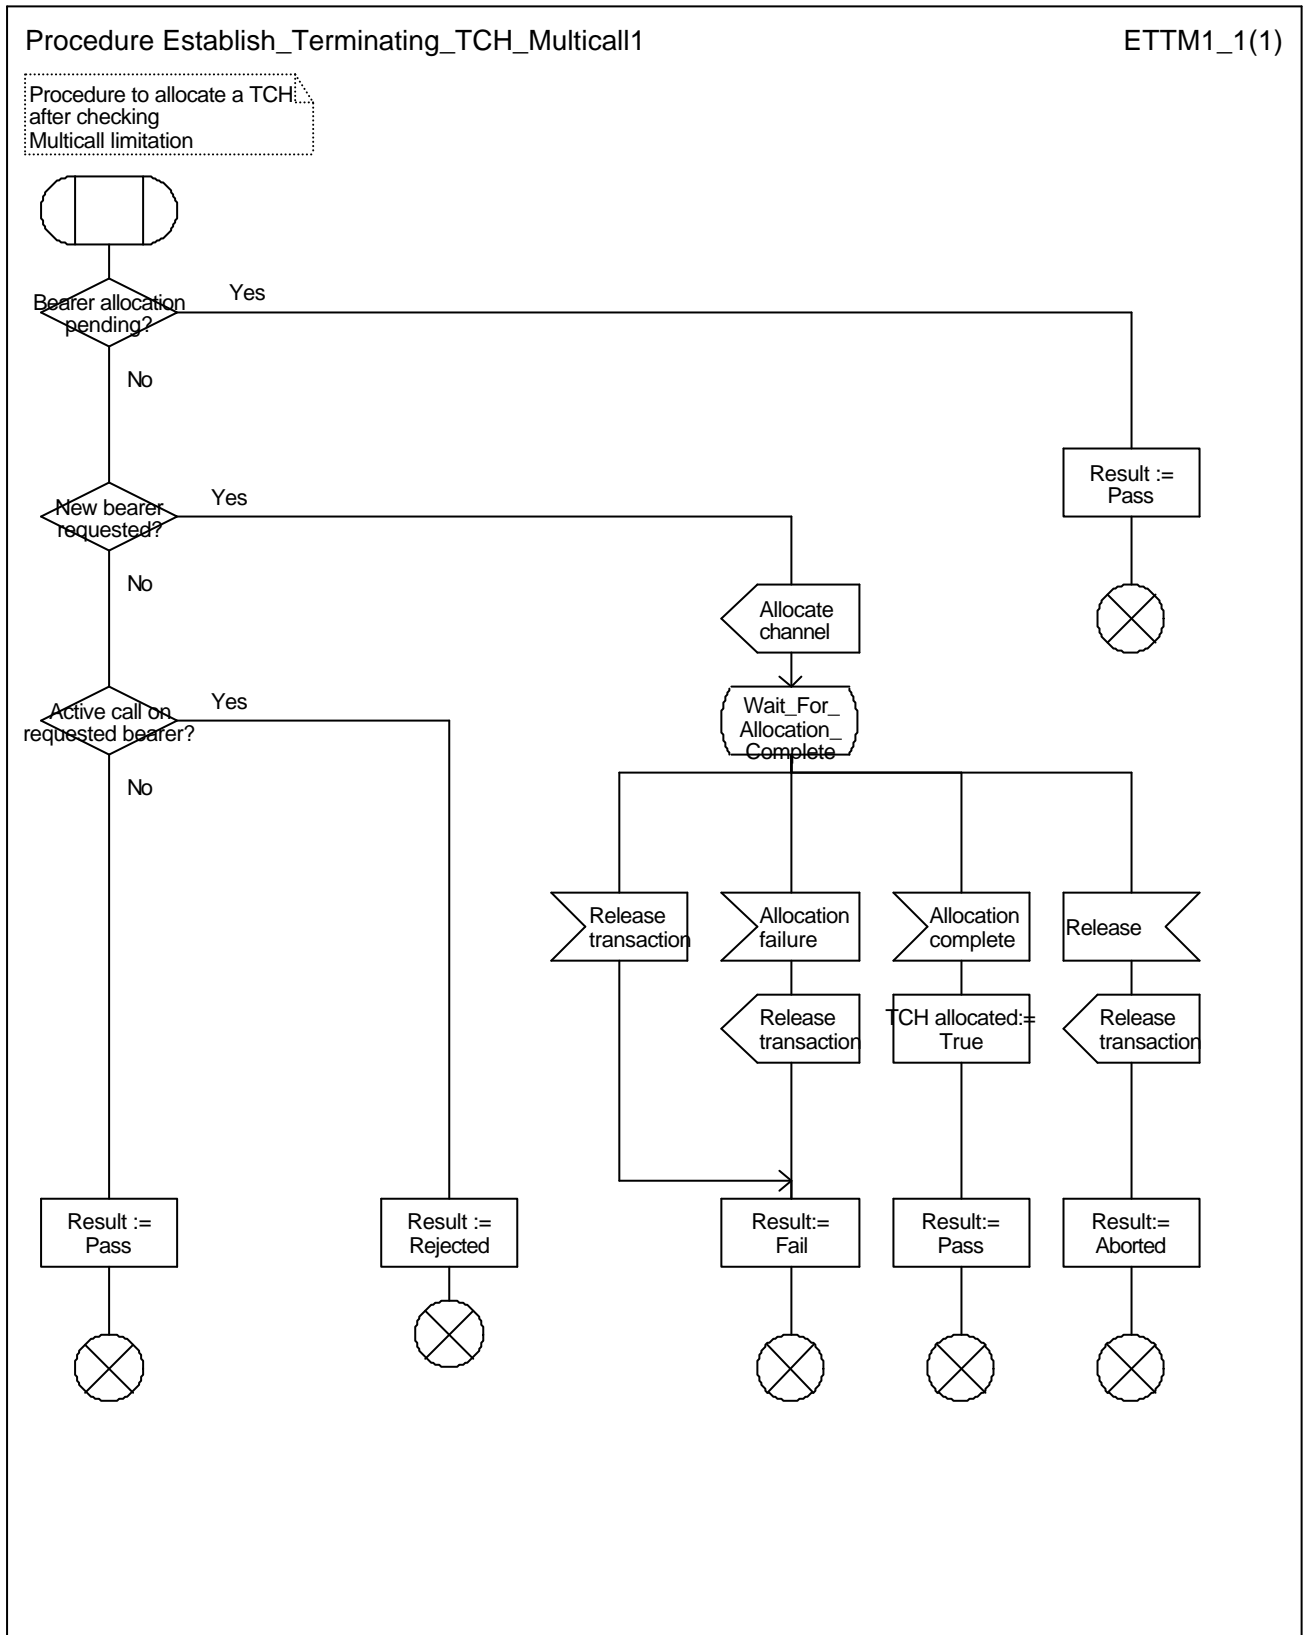 Procedure Establish_Terminating_TCH_Multicall1
ETTM1_1(1)
Procedure to allocate a TCH
after checking
Multicall limitation
Bearer allocation
pending?
Yes
No
Result :=
Pass
New bearer
requested?
Yes
No
Allocate
channel
Active call on
requested bearer?
Yes
No
Wait_For_
Allocation_
Complete
Release
transaction
Allocation
failure
Allocation
complete
Release
Release
transaction
TCH allocated:=
True
Release
transaction
Result :=
Pass
Result :=
Rejected
Result:=
Fail
Result:=
Pass
Result:=
Aborted